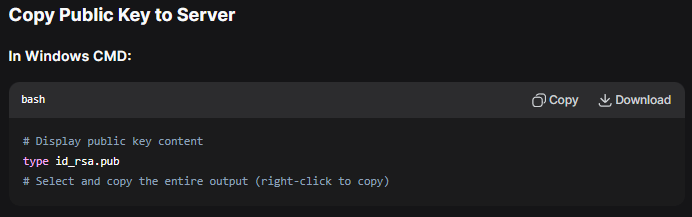 Copy Public Key to Server
In Windows CMD:
bash Copy Download
# Display public key content
type id_rsa.pub
# Select and copy the entire output (right-click to copy)